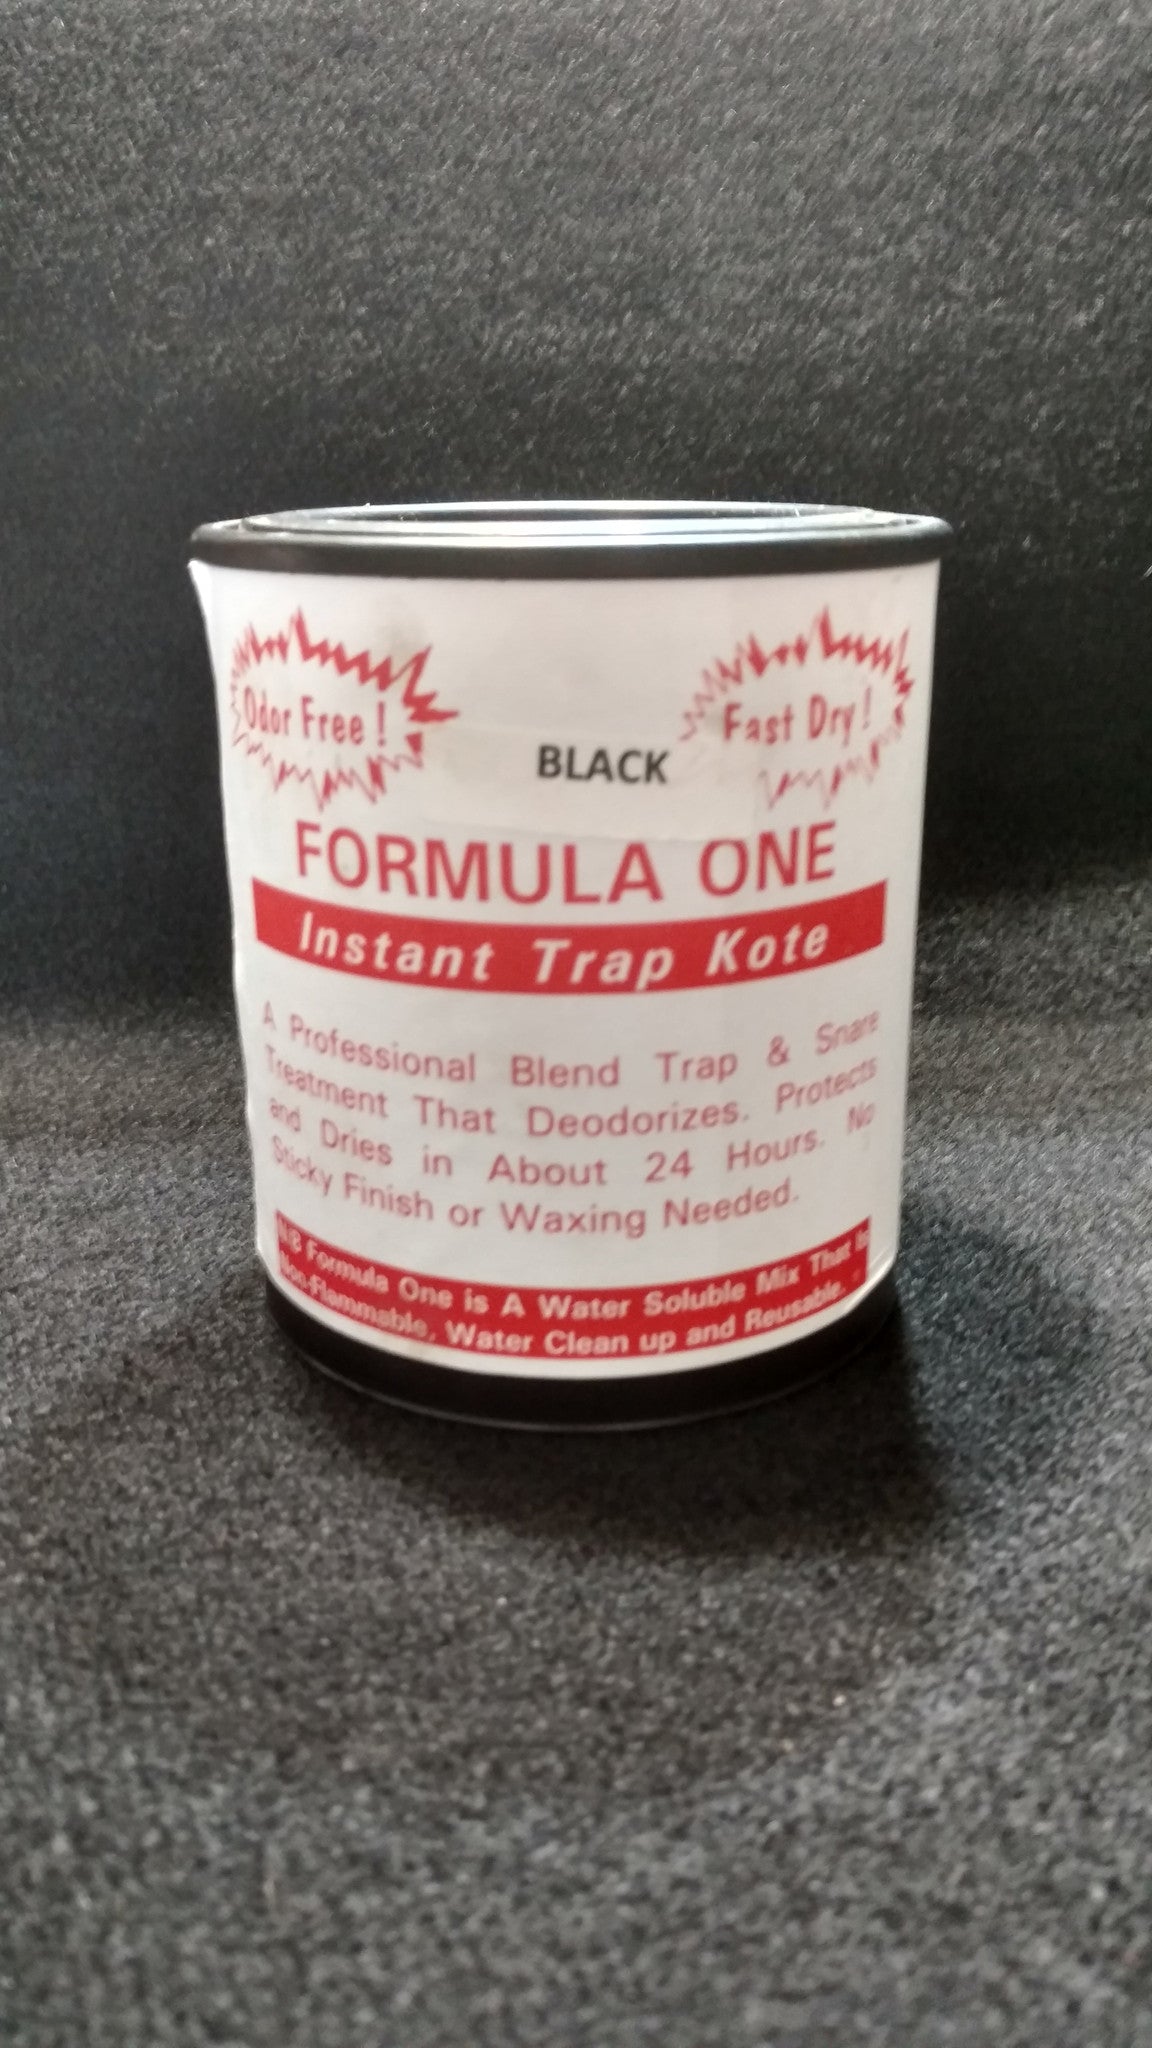 Odor Free!
Fast Dry!
BLACK
FORMULA ONE
Instant Trap Kote
A Professional Blend Trap & Snare
Treatment That Deodorizes. Protects
and Dries in About 24 Hours. No
Sticky Finish or Waxing Needed.
Formula One is A Water Soluble Mix That Is
Non-Flammable, Water Clean up and Reusable.